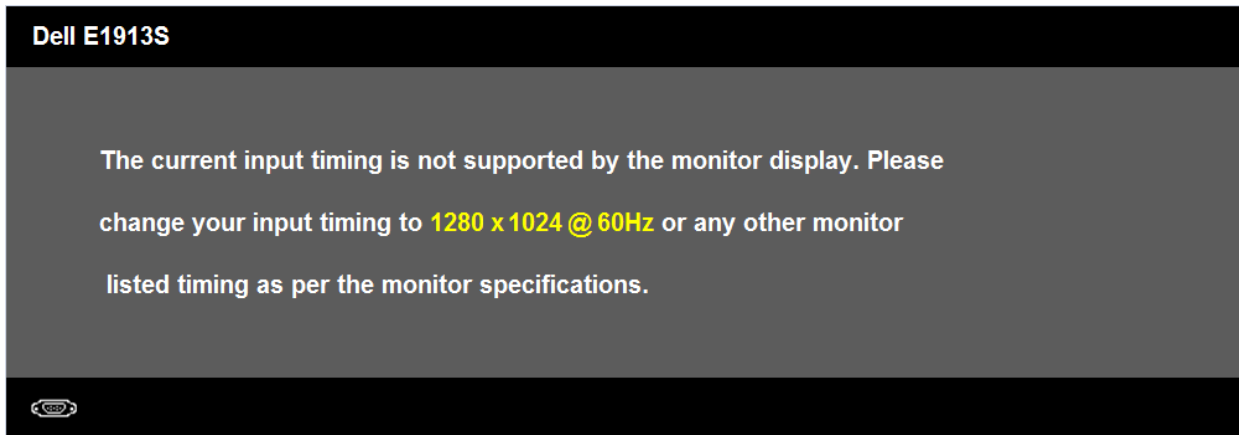 Dell E1913S
The current input timing is not supported by the monitor display. Please
change your input timing to 1280 x 1024 @ 60Hz or any other monitor
listed timing as per the monitor specifications.